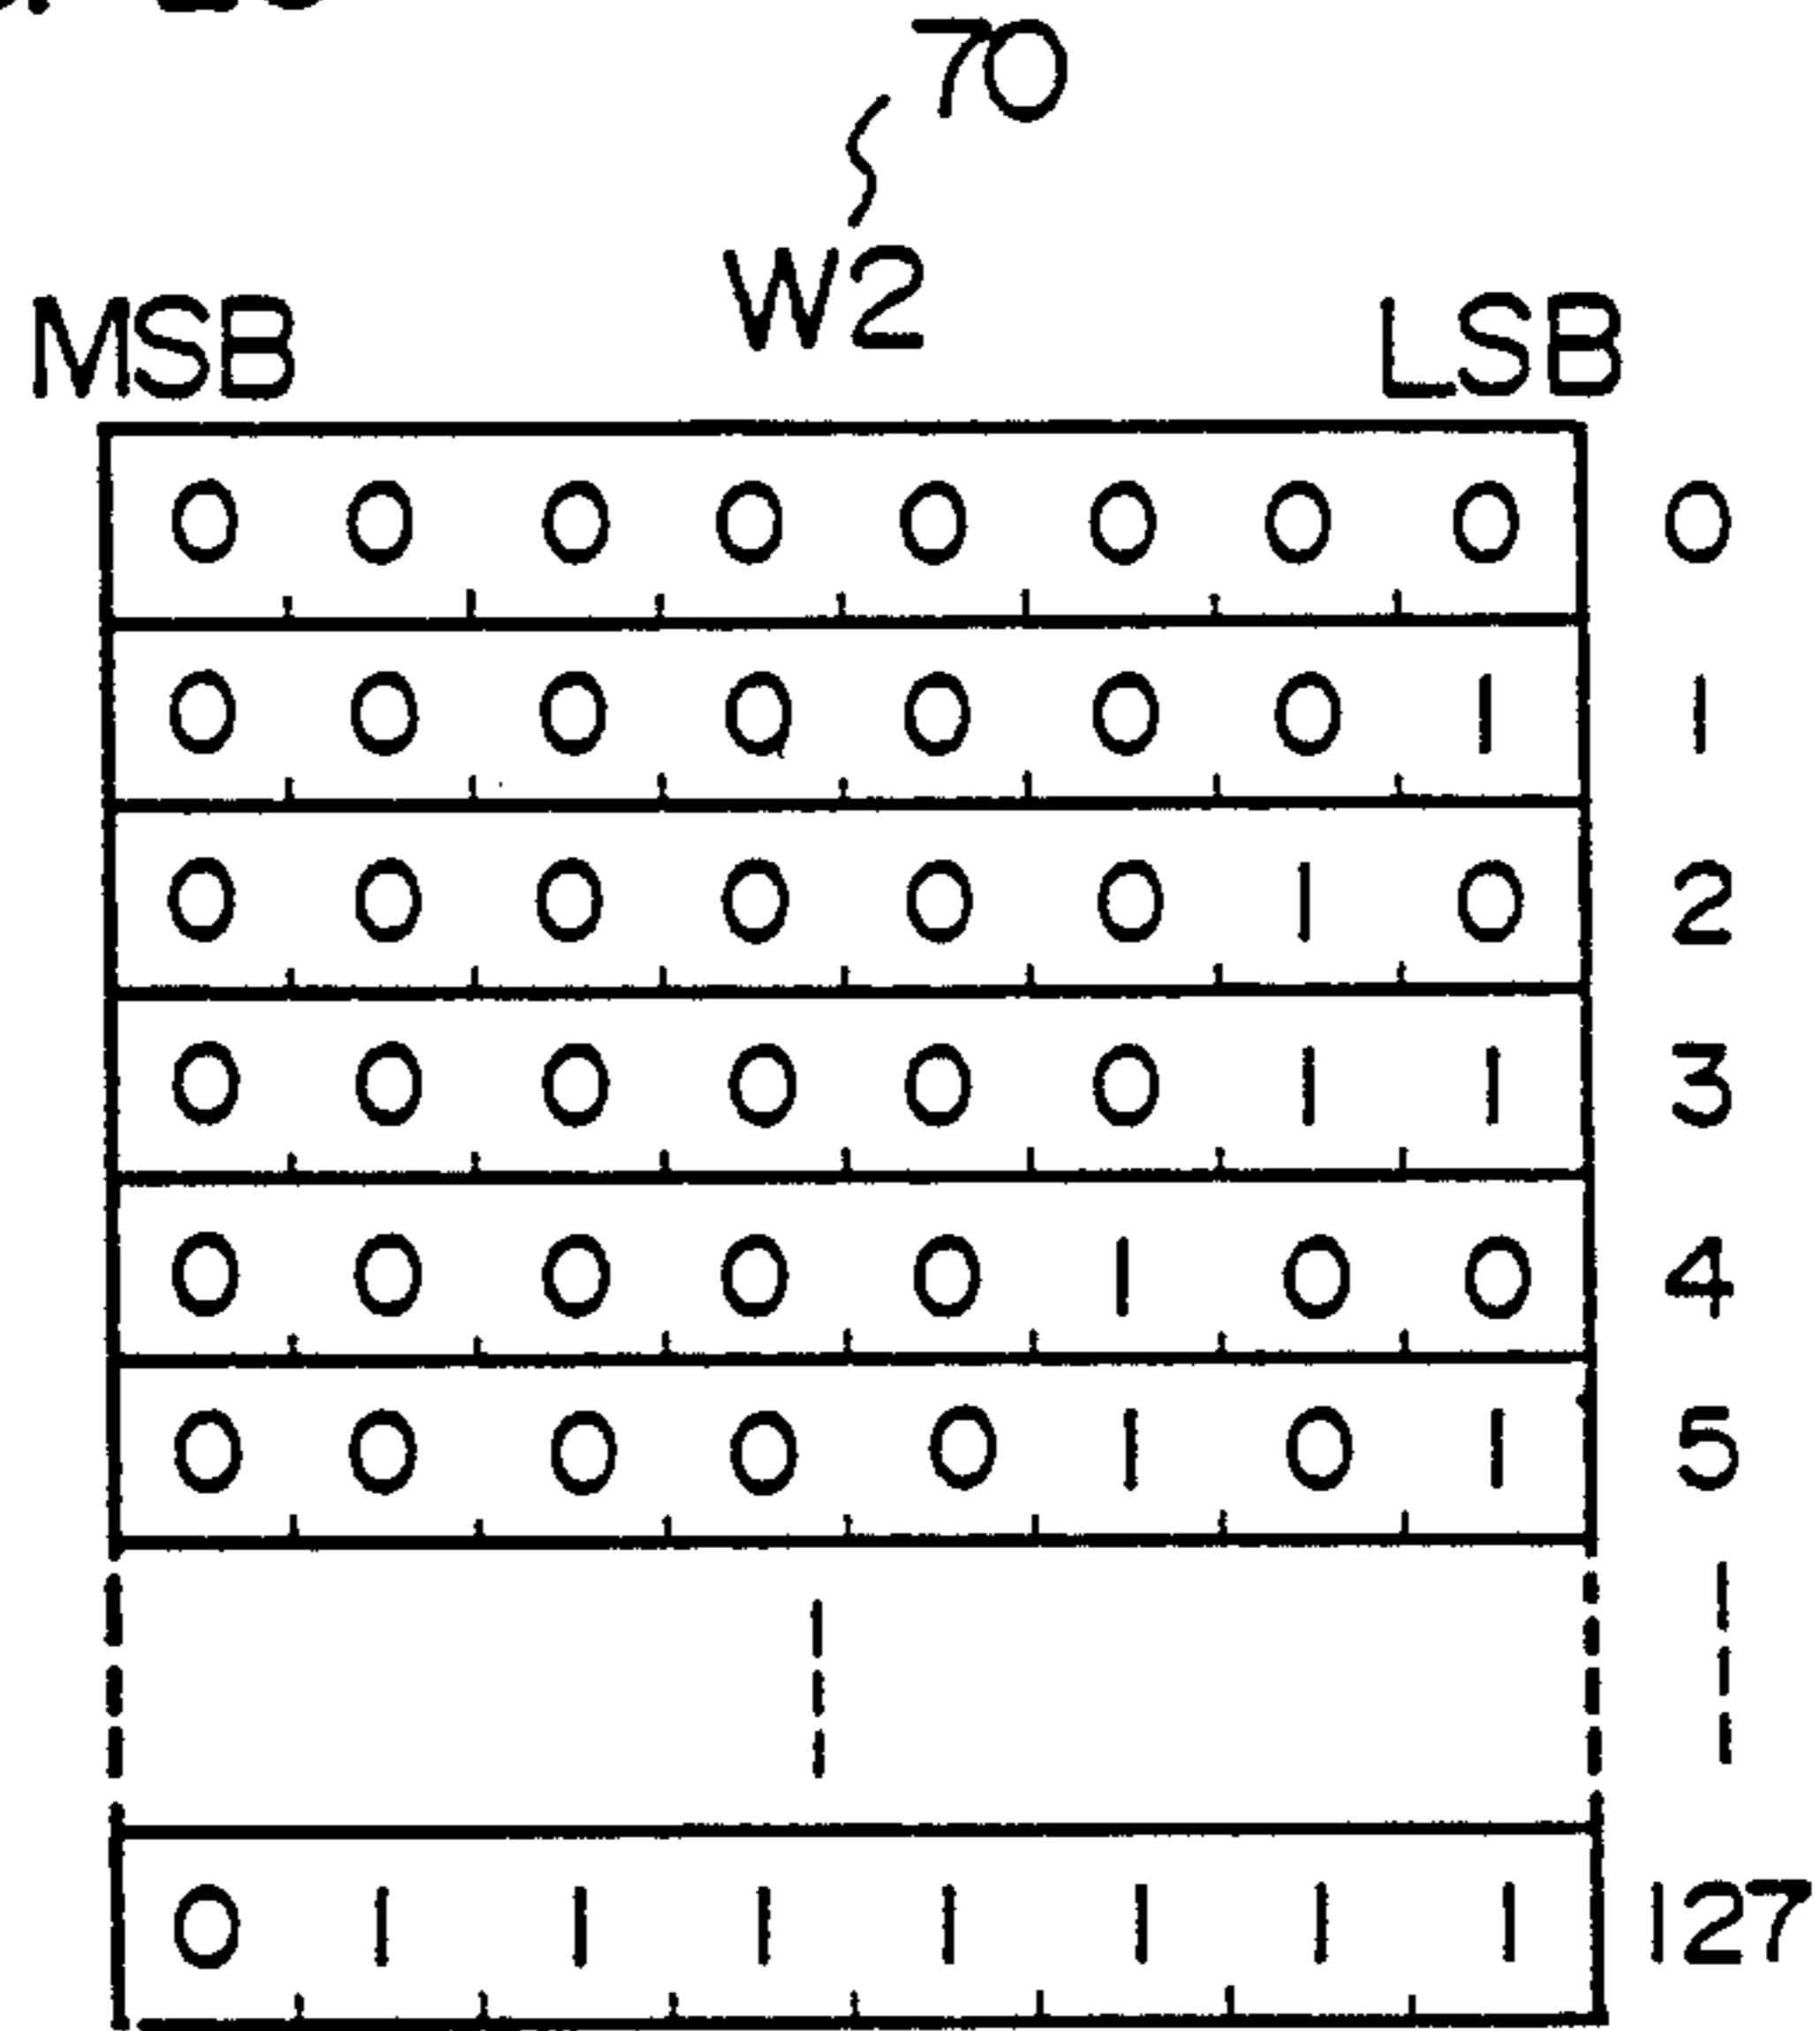 70
W2
MSB LSB
0 0 0 0 0 0 0 0 0
0 0 0 0 0 0 0 1 1
0 0 0 0 0 0 1 0 2
0 0 0 0 0 0 1 1 3
0 0 0 0 0 1 0 0 4
0 0 0 0 0 1 0 1 5
0 1 1 1 1 1 1 1 127